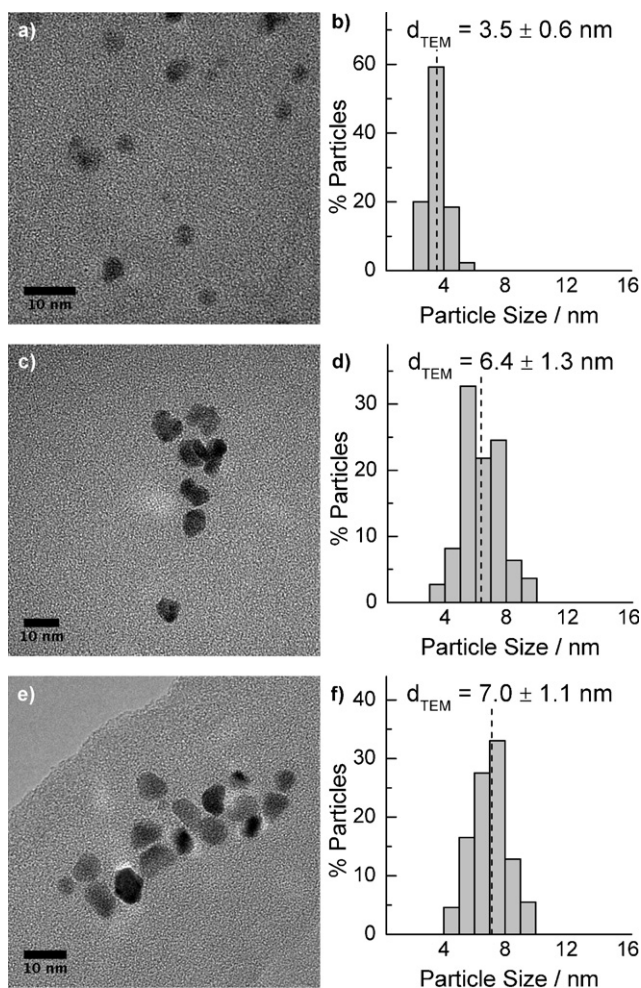 a)
10 nm
b)
d_TEM = 3.5 ± 0.6 nm
60
40
20
0
% Particles
4 8 12 16
Particle Size / nm
c)
10 nm
d)
d_TEM = 6.4 ± 1.3 nm
30
20
10
0
% Particles
4 8 12 16
Particle Size / nm
e)
10 nm
f)
d_TEM = 7.0 ± 1.1 nm
40
30
20
10
0
% Particles
4 8 12 16
Particle Size / nm